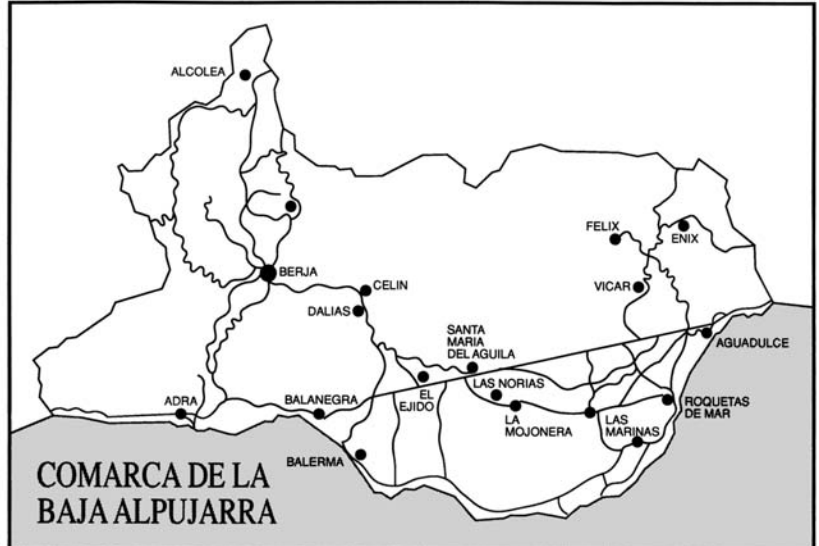 ALCOLEA
FELIX
ENIX
BERJA
CELIN
VICAR
DALIAS
SANTA
MARIA
DEL AGUILA
AGUADULCE
LAS NORIAS
EL
EJIDO
ADRA
BALANEGRA
LA
MOJONERA
LAS
MARINAS
ROQUETAS
DE MAR
BALERMA
COMARCA DE LA
BAJA ALPUJARRA